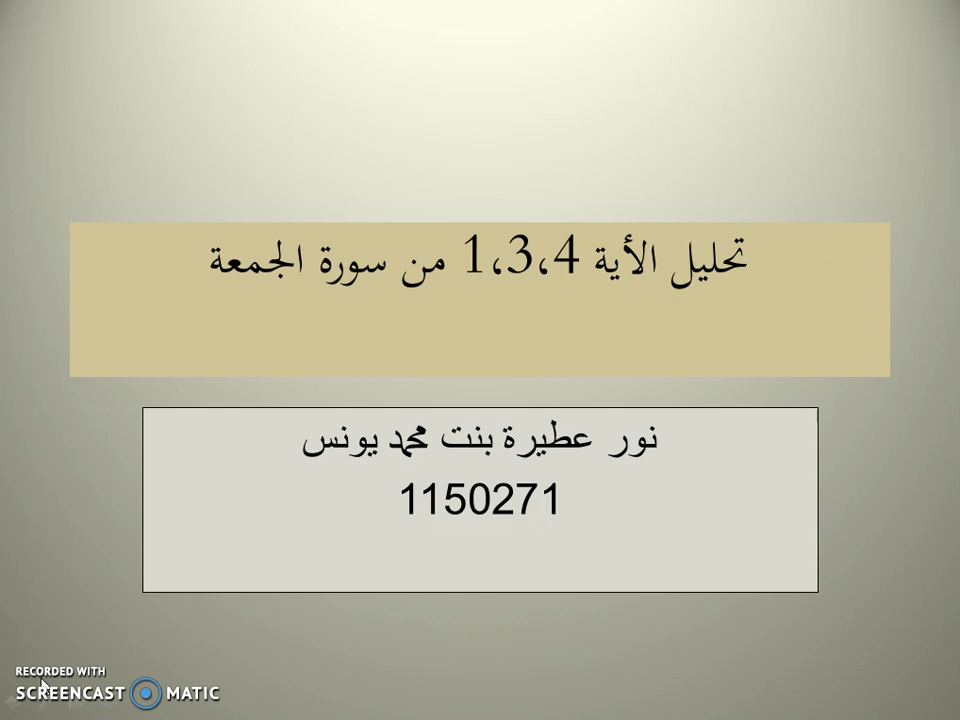 تحليل الأية 1،3،4 من سورة الجمعة
نور عطيرة بنت محمد يونس
1150271
RECORDED WITH
SCREENCAST MATIC